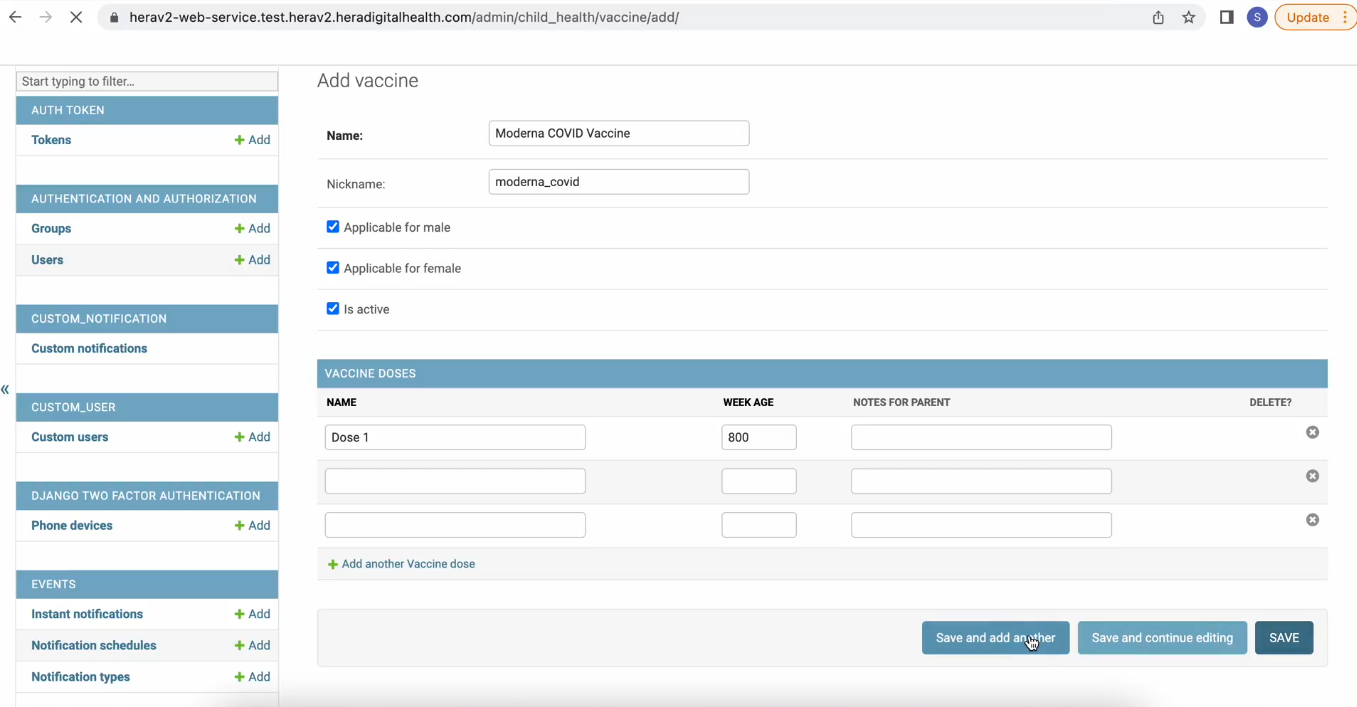 herav2-web-service.test.herav2.heradigitalhealth.com/admin/child_health/vaccine/add/
S
Update
Start typing to filter...
AUTH TOKEN
Tokens
Add
AUTHENTICATION AND AUTHORIZATION
Groups
Add
Users
Add
CUSTOM_NOTIFICATION
Custom notifications
CUSTOM_USER
Custom users
Add
DJANGO TWO FACTOR AUTHENTICATION
Phone devices
Add
EVENTS
Instant notifications
Add
Notification schedules
Add
Notification types
Add
«
Add vaccine
Name: Moderna COVID Vaccine
Nickname: moderna_covid
Applicable for male
Applicable for female
Is active
VACCINE DOSES
NAME WEEK AGE NOTES FOR PARENT DELETE?
Dose 1 800
Add another Vaccine dose
Save and add another Save and continue editing SAVE